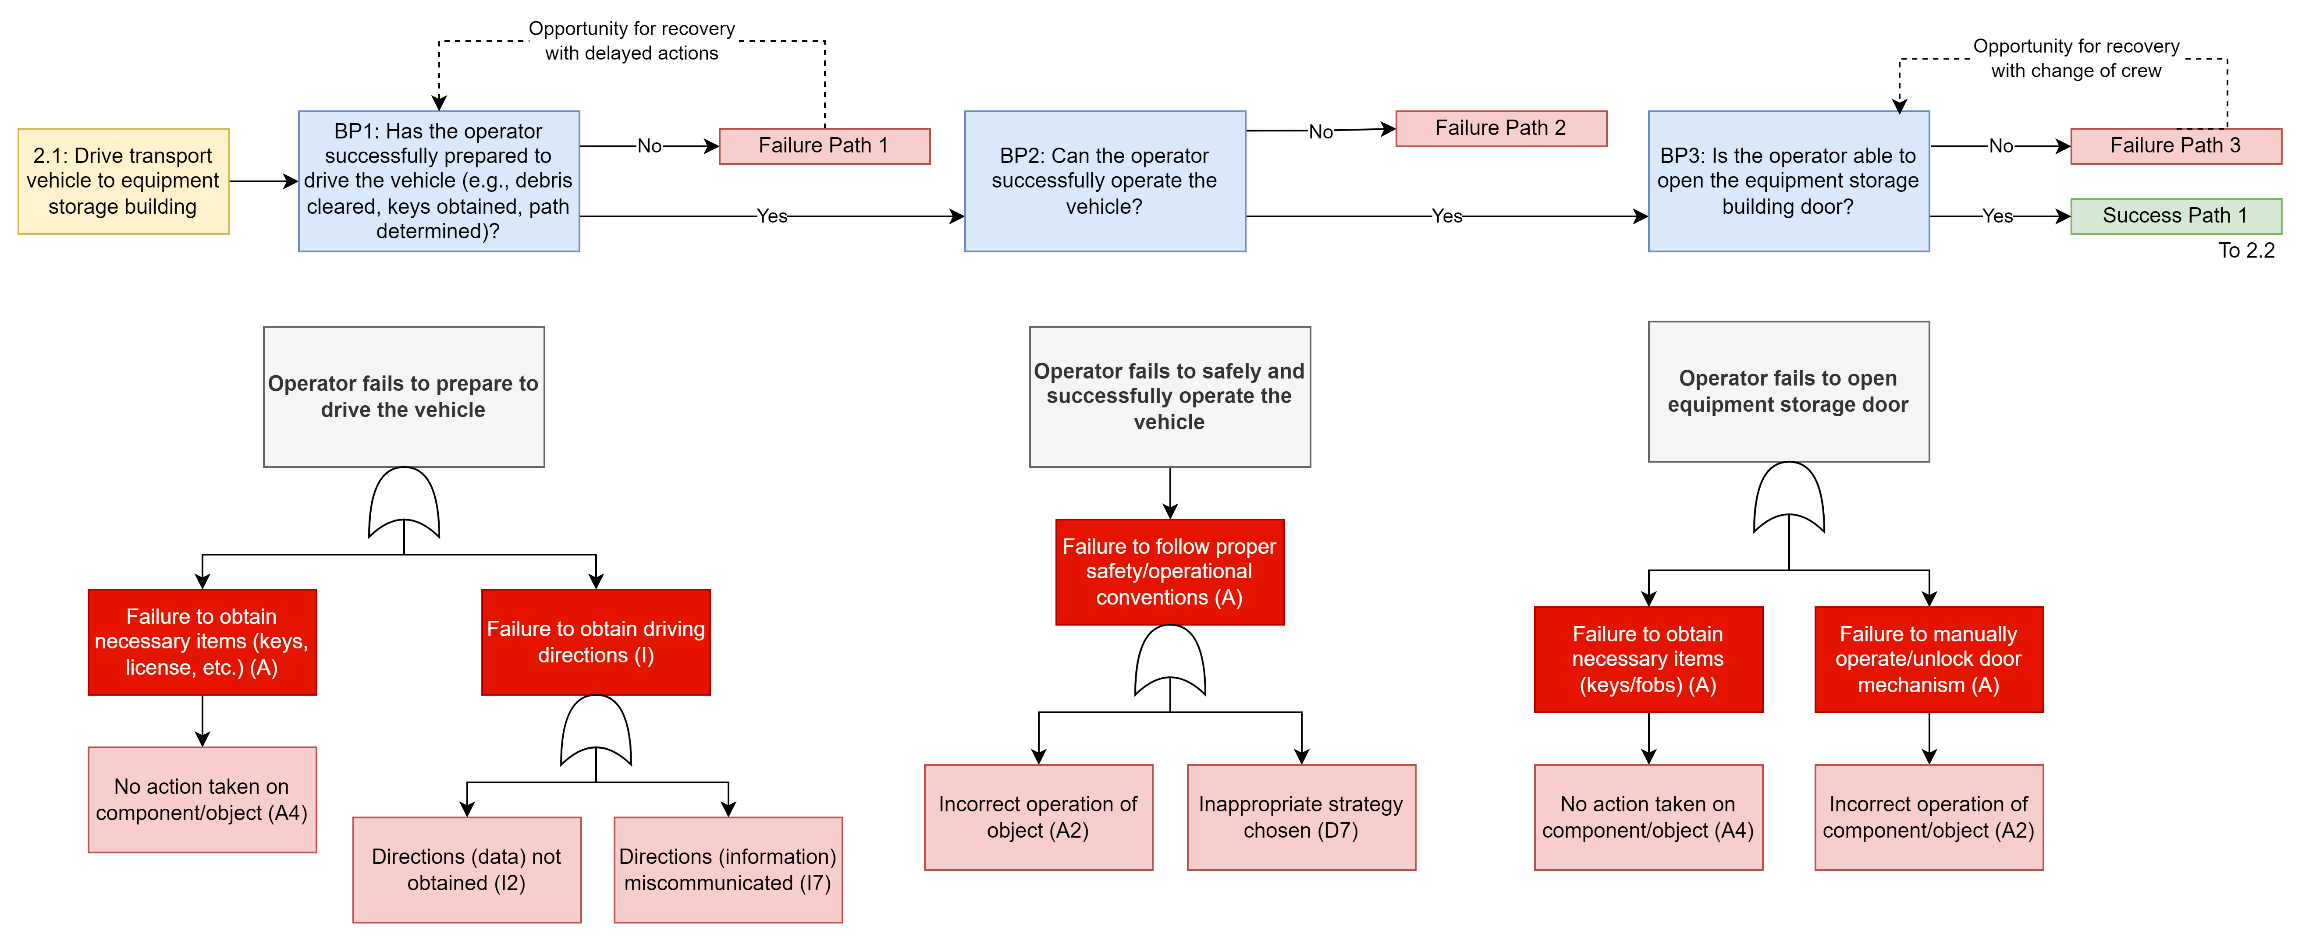 Opportunity for recovery
with delayed actions
Opportunity for recovery
with change of crew
2.1: Drive transport
vehicle to equipment
storage building
BP1: Has the operator
successfully prepared to
drive the vehicle (e.g., debris
cleared, keys obtained, path
determined)?
No
Failure Path 1
Yes
BP2: Can the operator
successfully operate the
vehicle?
No
Failure Path 2
Yes
BP3: Is the operator able to
open the equipment storage
building door?
No
Failure Path 3
Yes
Success Path 1
To 2.2
Operator fails to prepare to
drive the vehicle
Failure to obtain
necessary items (keys,
license, etc.) (A)
Failure to obtain driving
directions (I)
No action taken on
component/object (A4)
Directions (data) not
obtained (I2)
Directions (information)
miscommunicated (I7)
Operator fails to safely and
successfully operate the
vehicle
Failure to follow proper
safety/operational
conventions (A)
Incorrect operation of
object (A2)
Inappropriate strategy
chosen (D7)
Operator fails to open
equipment storage door
Failure to obtain
necessary items
(keys/fobs) (A)
Failure to manually
operate/unlock door
mechanism (A)
No action taken on
component/object (A4)
Incorrect operation of
component/object (A2)